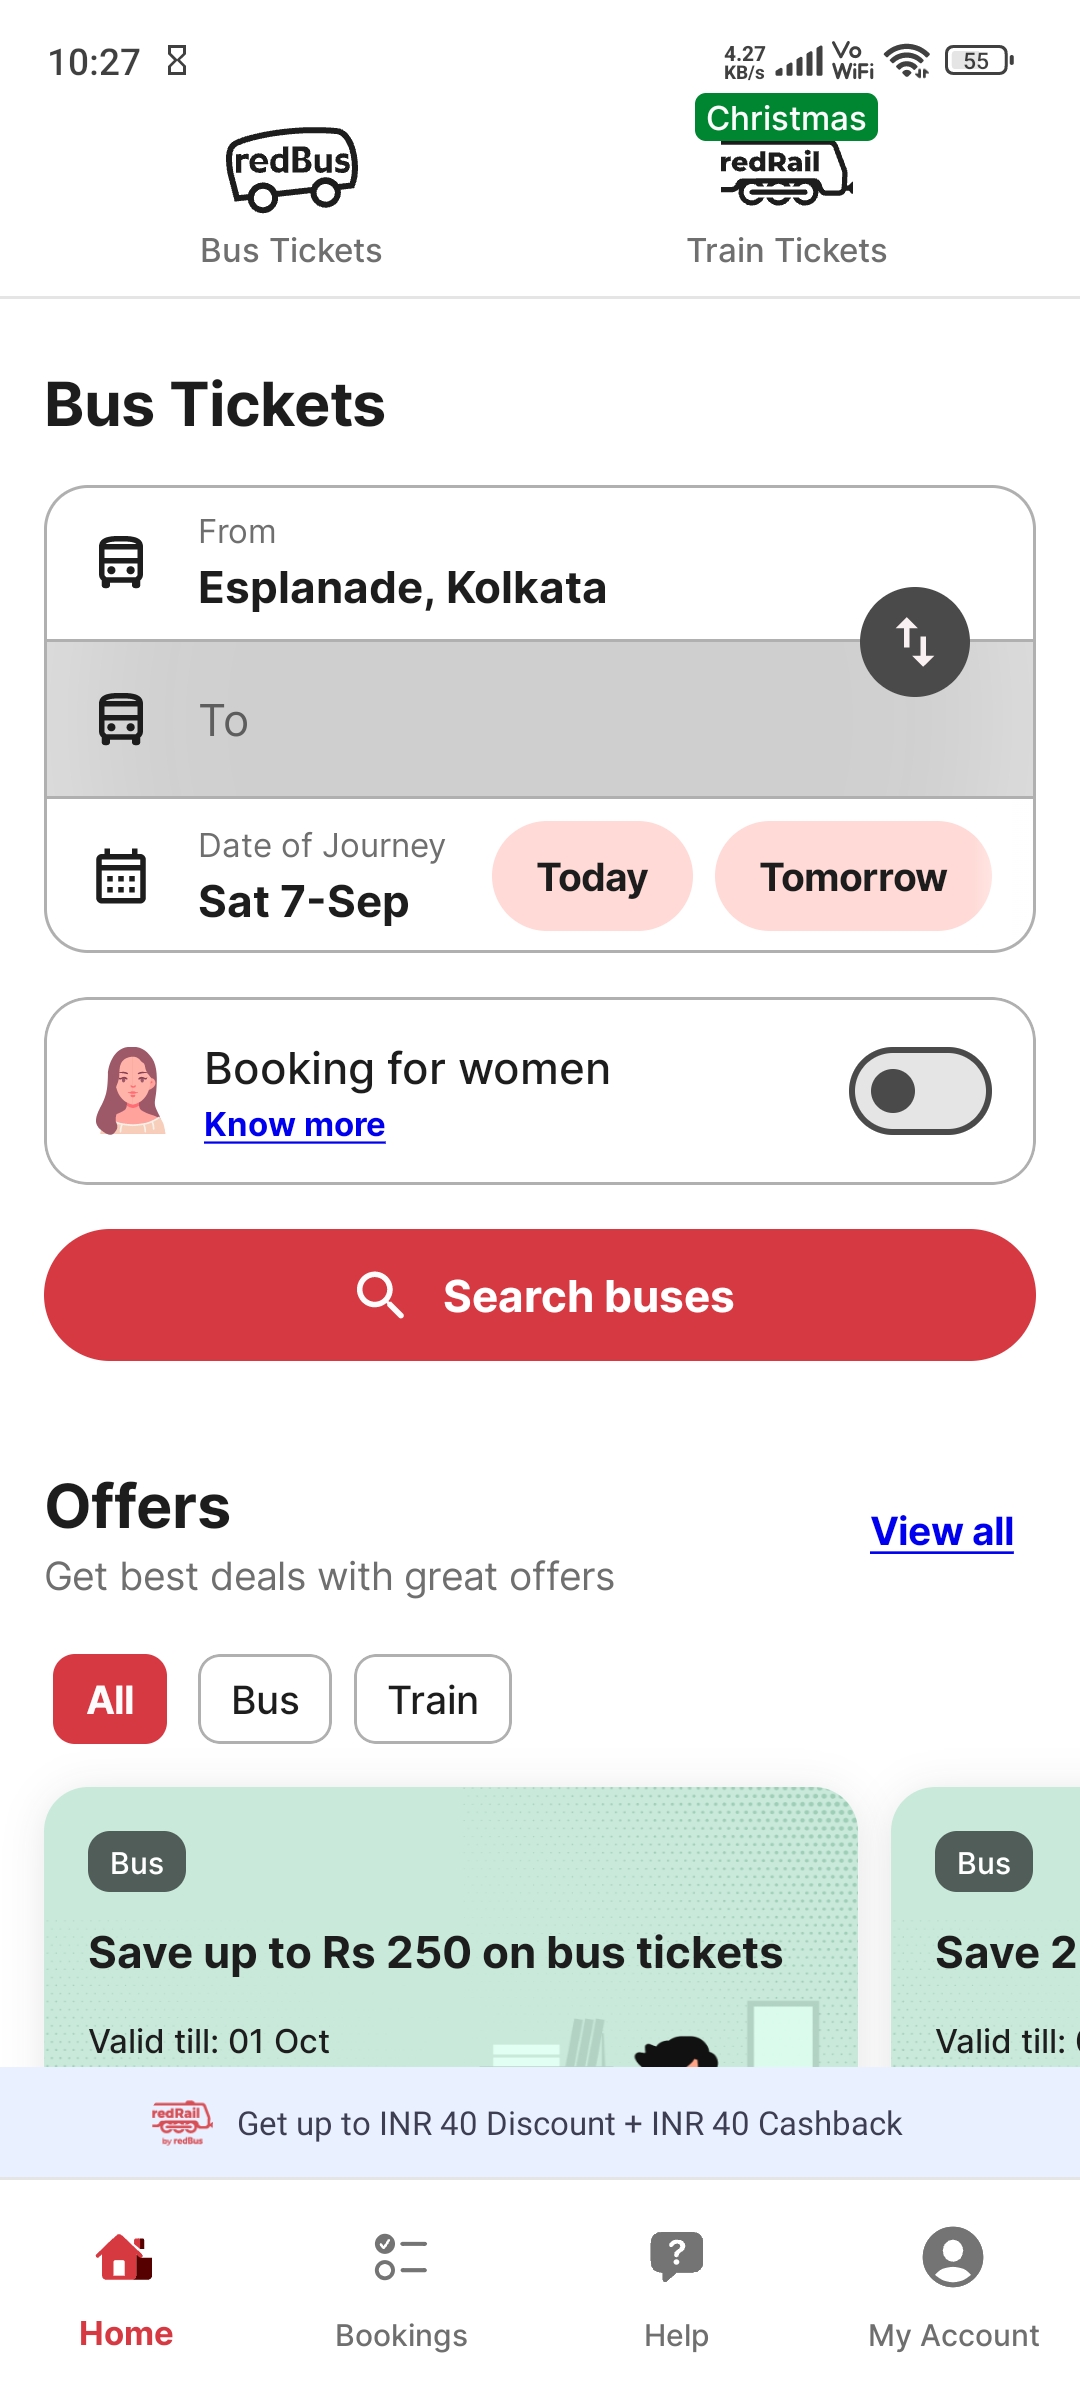 10:27
4.27
KB/s
Vo
WiFi
55
Christmas
redBus
redRail
Bus Tickets
Train Tickets
Bus Tickets
From
Esplanade, Kolkata
To
Date of Journey
Sat 7-Sep
Today
Tomorrow
Booking for women
Know more
Search buses
Offers
Get best deals with great offers
View all
All
Bus
Train
Bus
Save up to Rs 250 on bus tickets
Valid till: 01 Oct
Bus
Save 2
Valid till:
redRail
by redBus
Get up to INR 40 Discount + INR 40 Cashback
Home
Bookings
Help
My Account